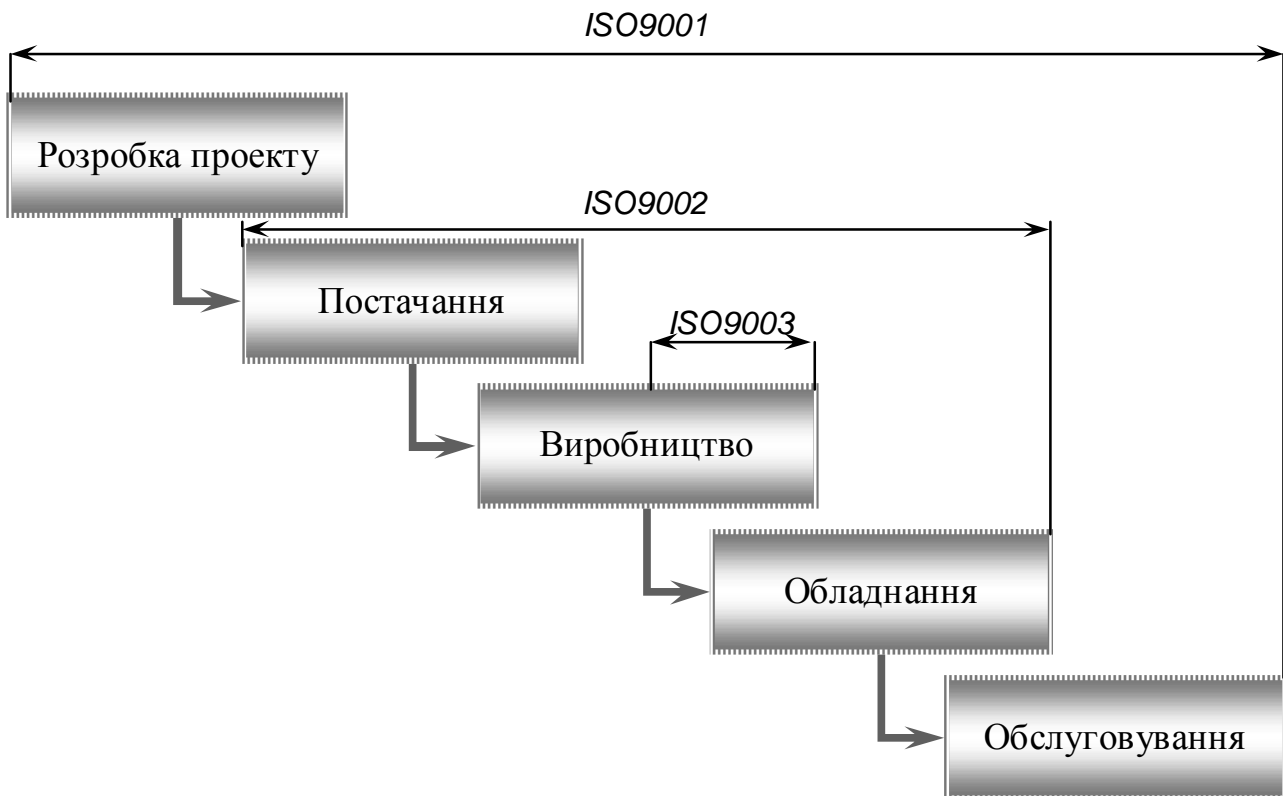 ISO9001
Розробка проекту
ISO9002
Постачання
ISO9003
Виробництво
Обладнання
Обслуговування